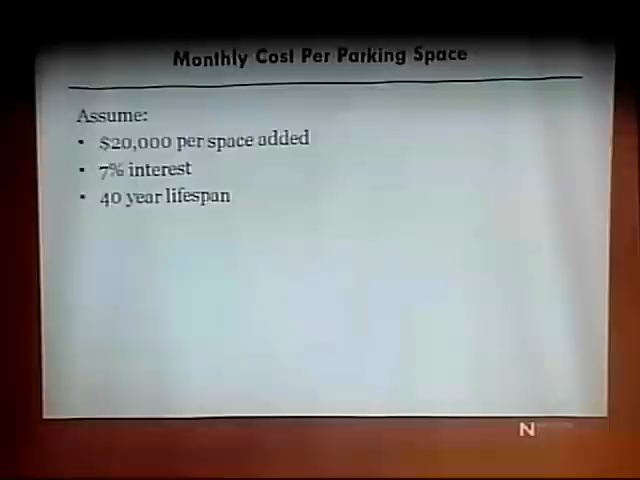 Monthly Cost Per Parking Space
Assume:
• $20,000 per space added
• 7% interest
• 40 year lifespan
N